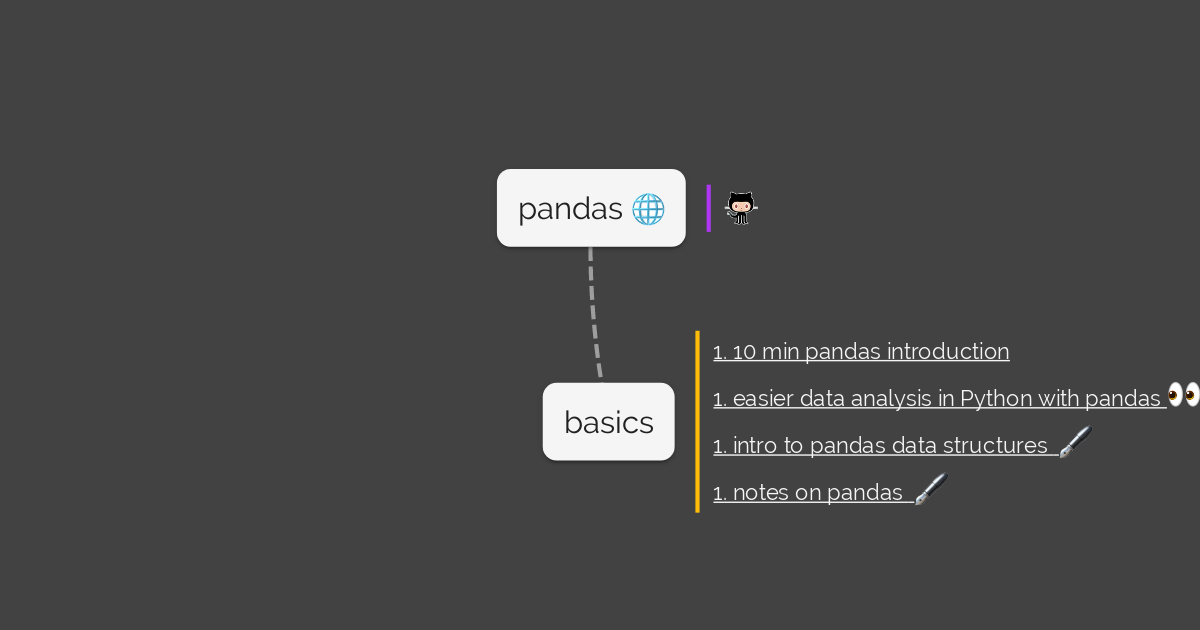 pandas
basics
1. 10 min pandas introduction
1. easier data analysis in Python with pandas
1. intro to pandas data structures
1. notes on pandas